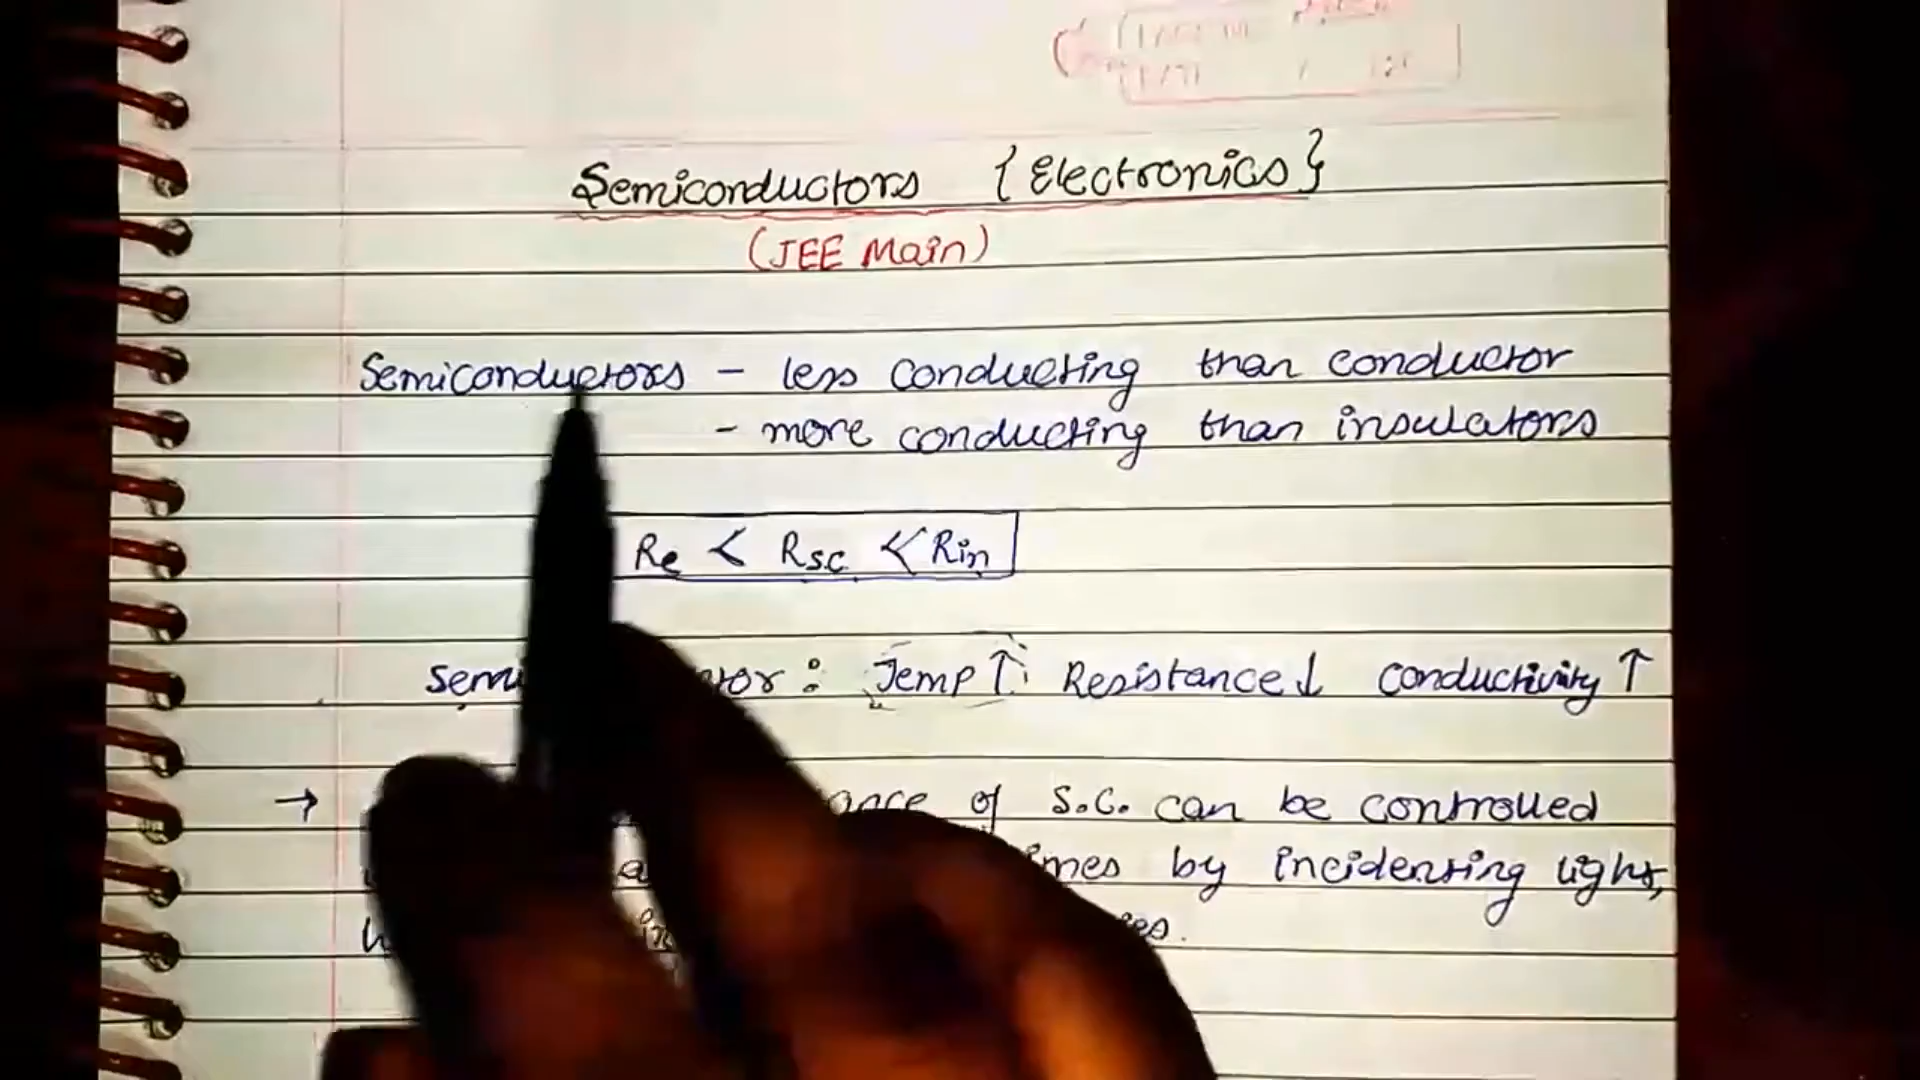 Semiconductors {Electronics}
(JEE Main)
Semiconductors - less conducting than conductor
- more conducting than insulators
Re < Rsc < Rin
Temp↑ Resistance↓ conductivity↑
→ of S.C. can be controlled
by incidenting light,